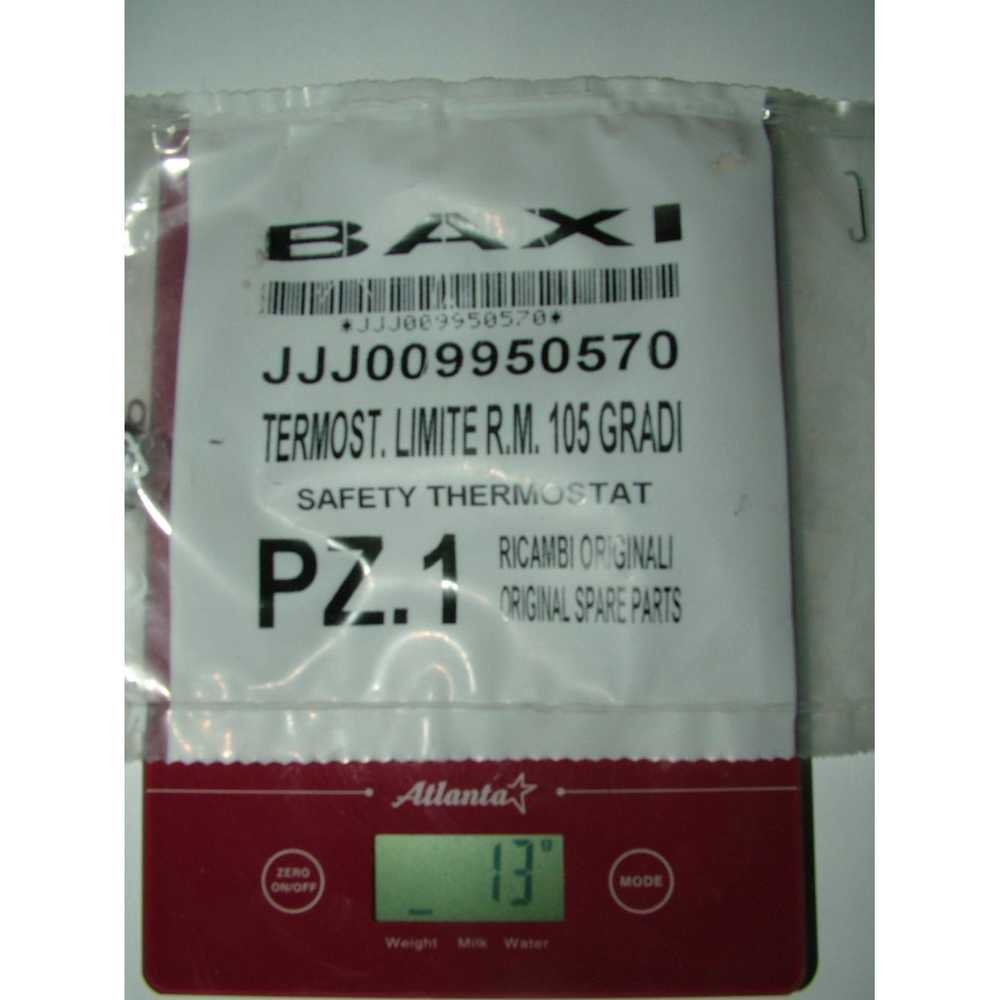 BAXI
*JJJ009950570*
JJJ009950570
TERMOST. LIMITE R.M. 105 GRADI
SAFETY THERMOSTAT
PZ.1
RICAMBI ORIGINALI
ORIGINAL SPARE PARTS
Atlanta
ZERO
ON/OFF
13 g
MODE
Weight Milk Water